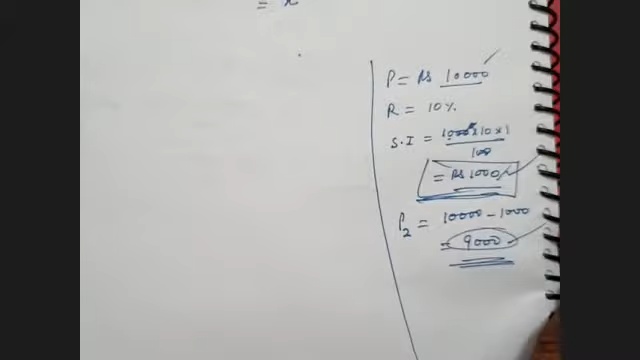 = x
P = Rs 10000
R = 10%
S.I = 10000 x 10 x 1
100
= Rs 1000
P2 = 10000 - 1000
= 9000